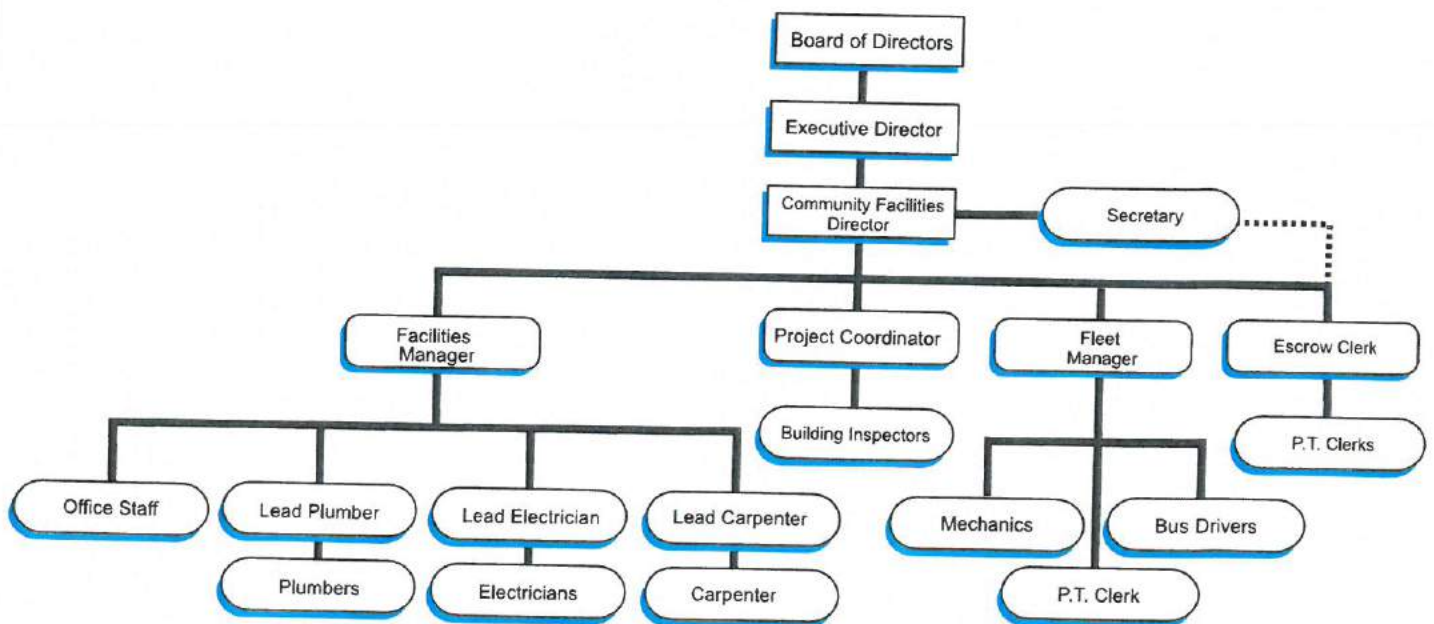 Board of Directors
Executive Director
Community Facilities
Director
Secretary
Facilities
Manager
Project Coordinator
Fleet
Manager
Escrow Clerk
Building Inspectors
P.T. Clerks
Office Staff
Lead Plumber
Lead Electrician
Lead Carpenter
Mechanics
Bus Drivers
Plumbers
Electricians
Carpenter
P.T. Clerk